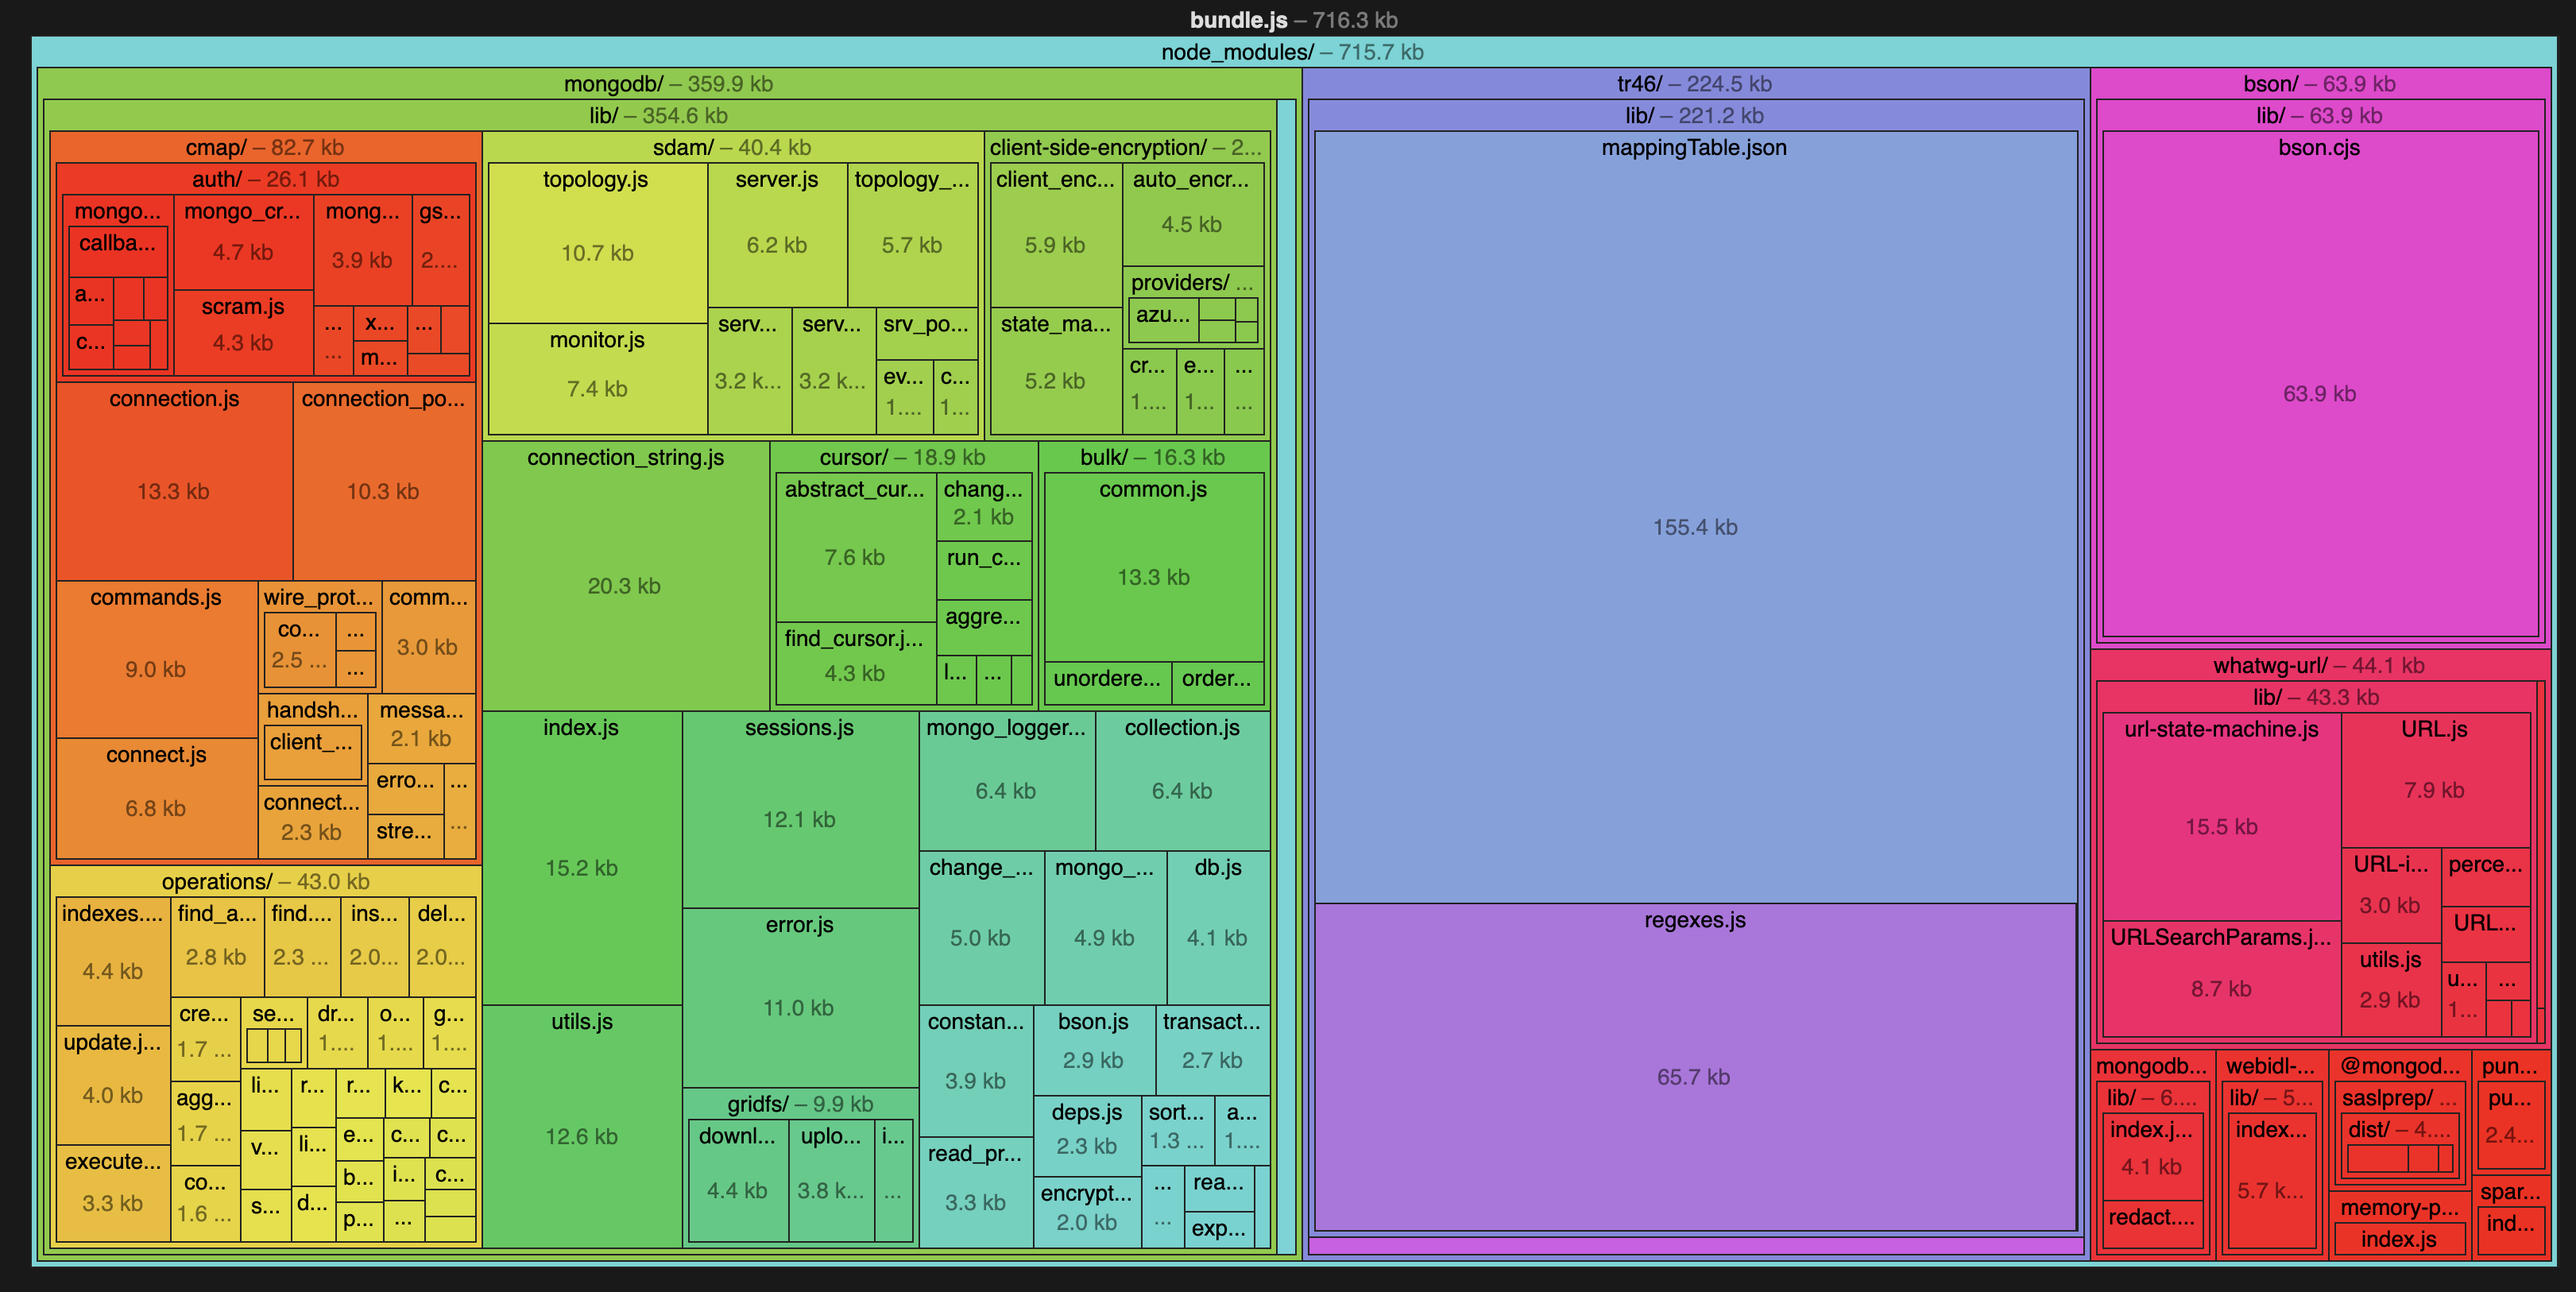 bundle.js – 716.3 kb
node_modules/ – 715.7 kb
mongodb/ – 359.9 kb
lib/ – 354.6 kb
cmap/ – 82.7 kb
auth/ – 26.1 kb
mongo...
callba...
a...
c...
mongo_cr...
4.7 kb
scram.js
4.3 kb
mong...
3.9 kb
gs...
2....
...
...
x...
m...
...
connection.js
13.3 kb
connection_po...
10.3 kb
commands.js
9.0 kb
connect.js
6.8 kb
wire_prot...
co...
2.5 ...
...
...
comm...
3.0 kb
handsh...
client_...
connect...
2.3 kb
messa...
2.1 kb
erro...
stre...
...
...
operations/ – 43.0 kb
indexes....
4.4 kb
update.j...
4.0 kb
execute...
3.3 kb
find_a...
2.8 kb
find....
2.3 ...
ins...
2.0...
del...
2.0...
cre...
1.7 ...
agg...
1.7 ...
co...
1.6 ...
se...
dr...
1....
o...
1....
g...
1....
li...
v...
s...
r...
li...
d...
r...
e...
b...
p...
k...
c...
c...
c...
i...
c...
...
sdam/ – 40.4 kb
topology.js
10.7 kb
monitor.js
7.4 kb
server.js
6.2 kb
topology_...
5.7 kb
serv...
3.2 k...
serv...
3.2 k...
srv_po...
ev...
1....
c...
1...
client-side-encryption/ – 2...
client_enc...
5.9 kb
state_ma...
5.2 kb
auto_encr...
4.5 kb
providers/ ...
azu...
cr...
1....
e...
1...
...
...
connection_string.js
20.3 kb
cursor/ – 18.9 kb
abstract_cur...
7.6 kb
find_cursor.j...
4.3 kb
chang...
2.1 kb
run_c...
aggre...
l...
...
bulk/ – 16.3 kb
common.js
13.3 kb
unordere...
order...
index.js
15.2 kb
utils.js
12.6 kb
sessions.js
12.1 kb
error.js
11.0 kb
gridfs/ – 9.9 kb
downl...
4.4 kb
uplo...
3.8 k...
i...
...
mongo_logger...
6.4 kb
collection.js
6.4 kb
change_...
5.0 kb
mongo_...
4.9 kb
db.js
4.1 kb
constan...
3.9 kb
read_pr...
3.3 kb
bson.js
2.9 kb
transact...
2.7 kb
deps.js
2.3 kb
encrypt...
2.0 kb
sort...
1.3 ...
a...
1....
...
...
rea...
exp...
tr46/ – 224.5 kb
lib/ – 221.2 kb
mappingTable.json
155.4 kb
regexes.js
65.7 kb
bson/ – 63.9 kb
lib/ – 63.9 kb
bson.cjs
63.9 kb
whatwg-url/ – 44.1 kb
lib/ – 43.3 kb
url-state-machine.js
15.5 kb
URLSearchParams.j...
8.7 kb
URL.js
7.9 kb
URL-i...
3.0 kb
utils.js
2.9 kb
perce...
URL...
u...
1...
...
mongodb...
lib/ – 6....
index.j...
4.1 kb
redact....
webidl-...
lib/ – 5...
index...
5.7 k...
@mongod...
saslprep/ ...
dist/ – 4....
memory-p...
index.js
pun...
pu...
2.4...
spar...
ind...